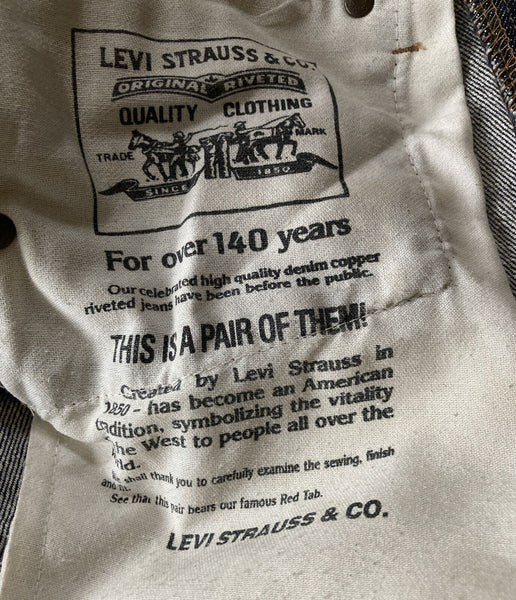 LEVI STRAUSS & CO.
ORIGINAL RIVETED
QUALITY CLOTHING
TRADE MARK
SINCE 1850
For over 140 years
Our celebrated high quality denim copper
riveted jeans have been before the public.
THIS IS A PAIR OF THEM!
Created by Levi Strauss in
1850 - has become an American
tradition, symbolizing the vitality
the West to people all over the
shall thank you to carefully examine the sewing, finish
and fit.
See that this pair bears our famous Red Tab.
LEVI STRAUSS & CO.